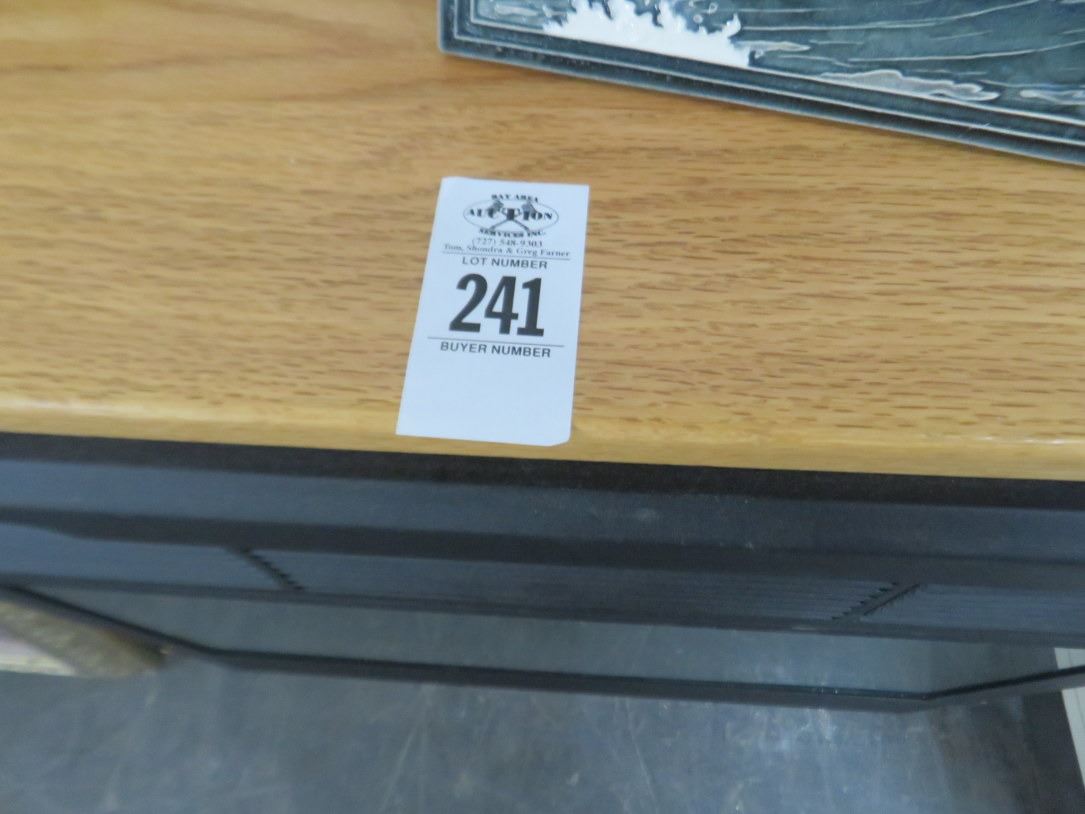 BAY AREA
AUCTION
SERVICES INC.
(727) 548-9303
Tom, Shondra & Greg Farner
LOT NUMBER
241
BUYER NUMBER